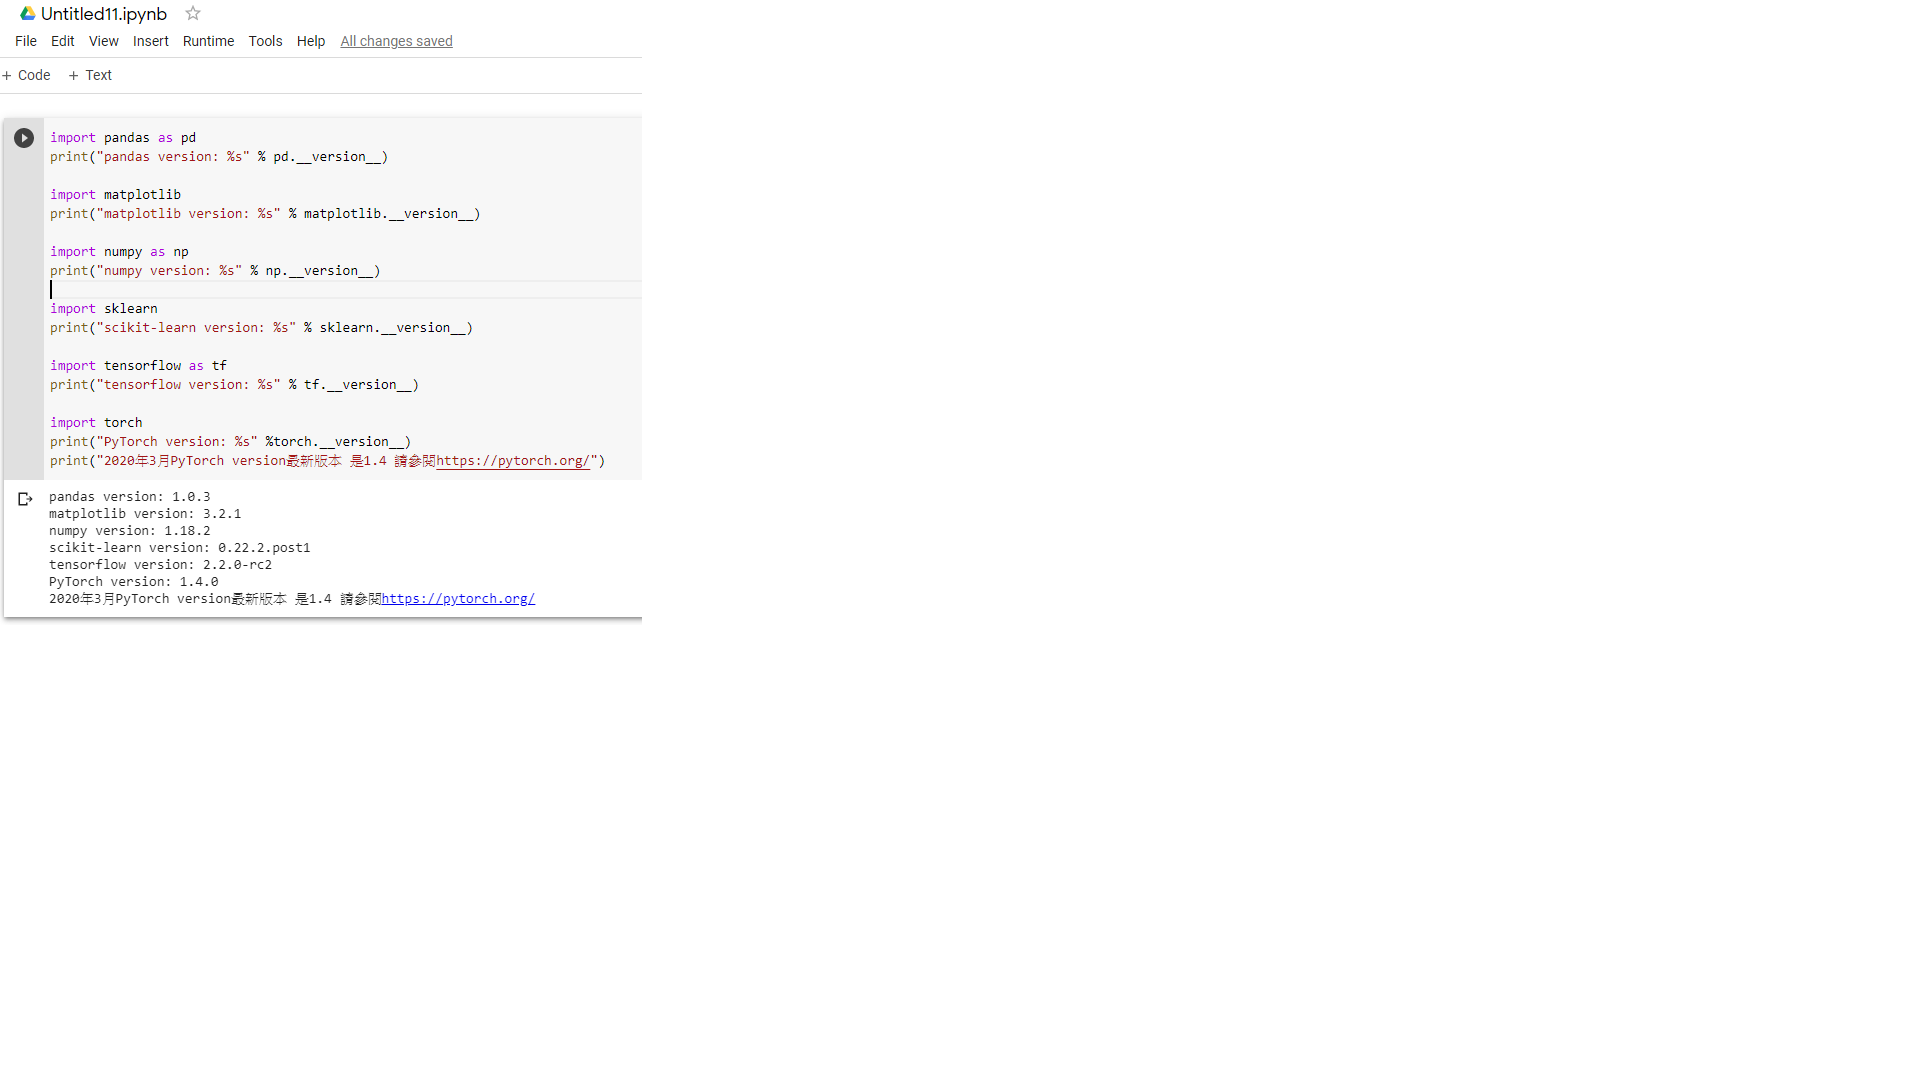 Untitled11.ipynb
File Edit View Insert Runtime Tools Help All changes saved
+ Code + Text
import pandas as pd
print("pandas version: %s" % pd.__version__)
import matplotlib
print("matplotlib version: %s" % matplotlib.__version__)
import numpy as np
print("numpy version: %s" % np.__version__)
import sklearn
print("scikit-learn version: %s" % sklearn.__version__)
import tensorflow as tf
print("tensorflow version: %s" % tf.__version__)
import torch
print("PyTorch version: %s" %torch.__version__)
print("2020年3月PyTorch version最新版本 是1.4 請參閱https://pytorch.org/")
pandas version: 1.0.3
matplotlib version: 3.2.1
numpy version: 1.18.2
scikit-learn version: 0.22.2.post1
tensorflow version: 2.2.0-rc2
PyTorch version: 1.4.0
2020年3月PyTorch version最新版本 是1.4 請參閱https://pytorch.org/